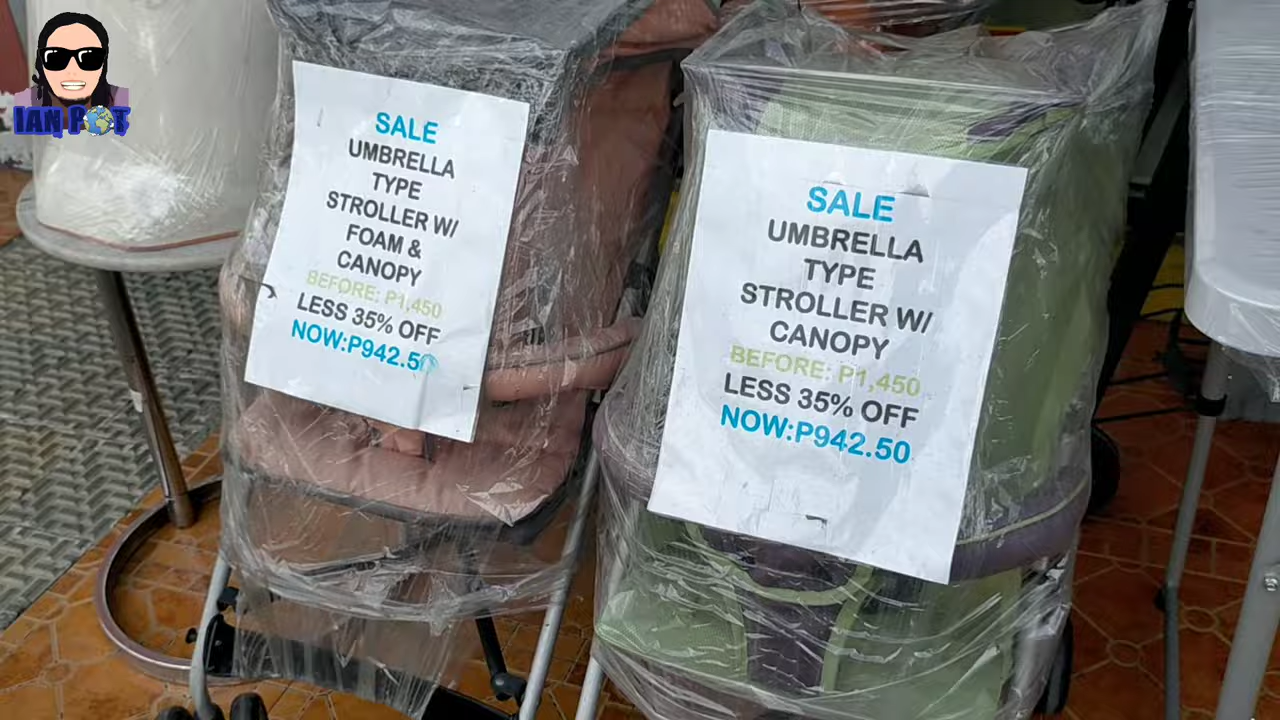 IAN POT
SALE
UMBRELLA
TYPE
STROLLER W/
FOAM &
CANOPY
BEFORE: P1,450
LESS 35% OFF
NOW:P942.50
SALE
UMBRELLA
TYPE
STROLLER W/
CANOPY
BEFORE: P1,450
LESS 35% OFF
NOW:P942.50